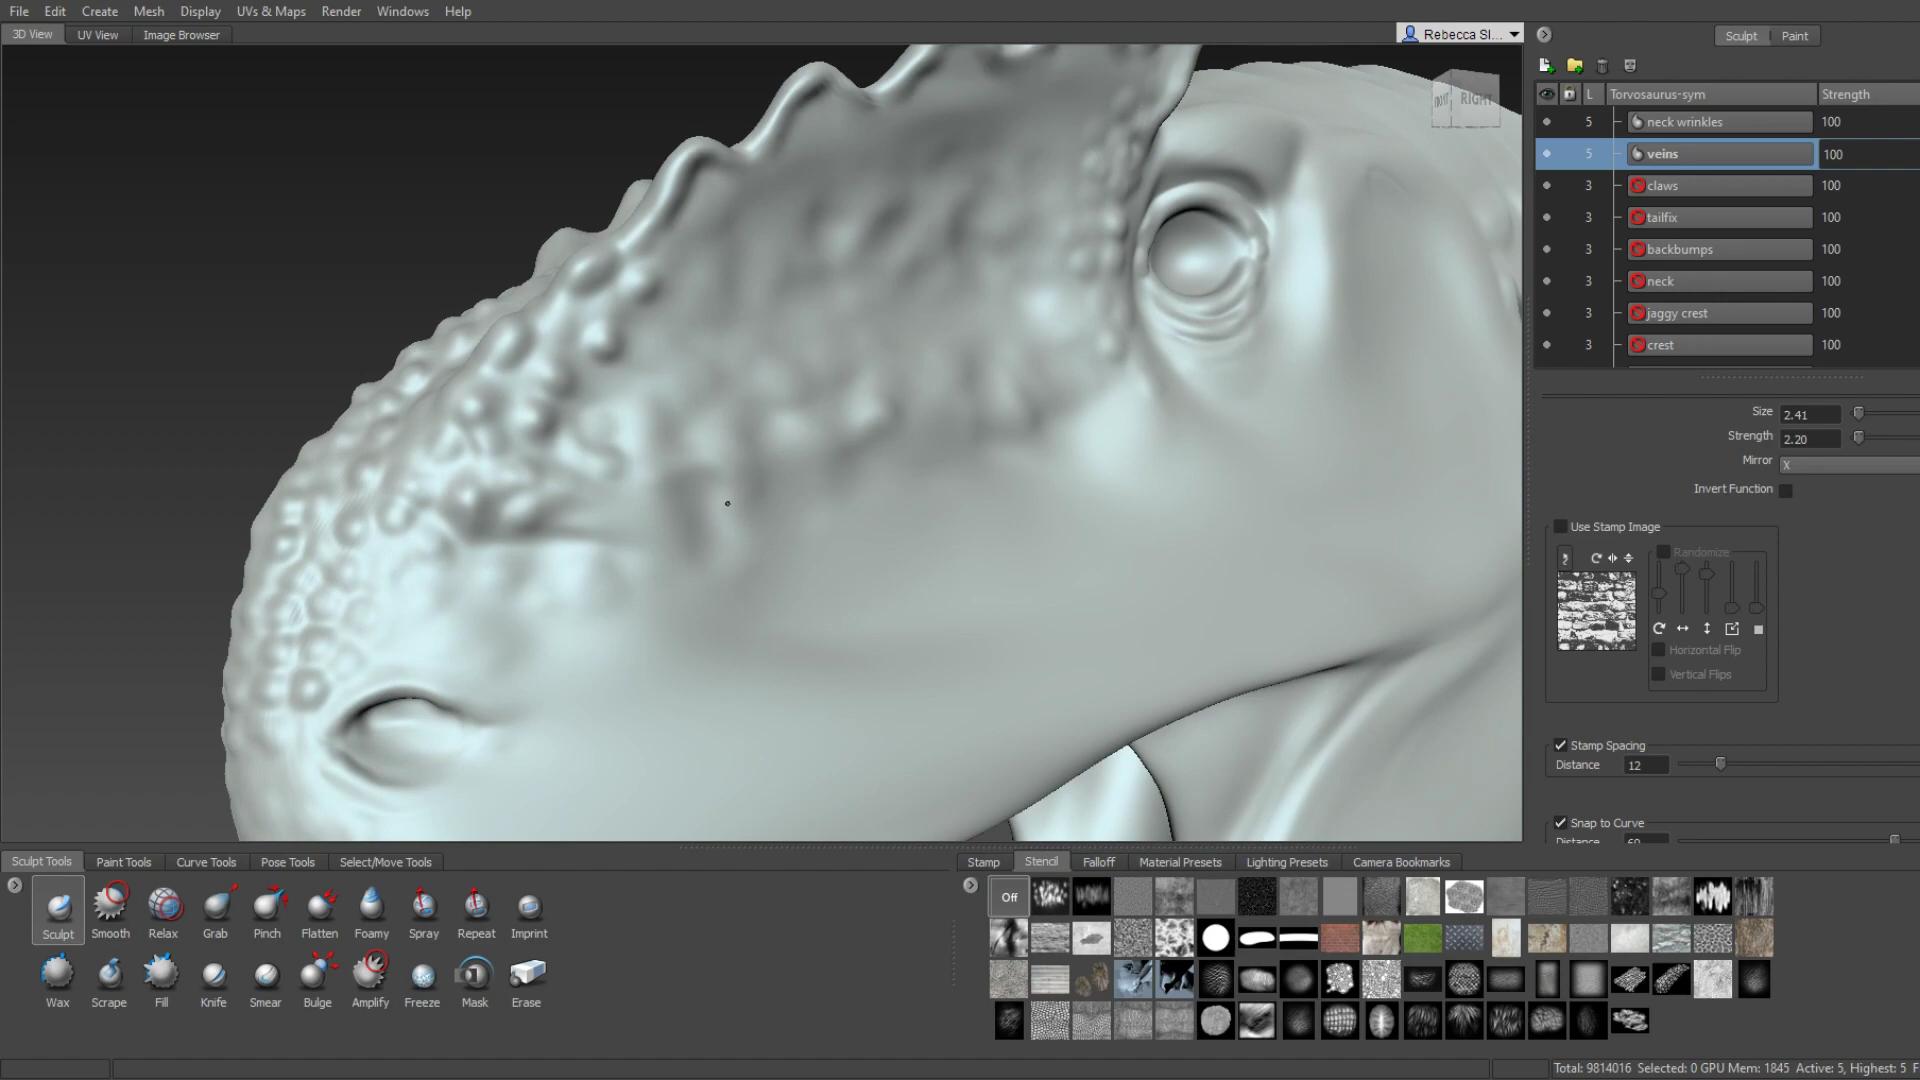 File Edit Create Mesh Display UVs & Maps Render Windows Help
3D View UV View Image Browser
Rebecca Sl...
Sculpt Paint
L Torvosaurus-sym Strength
5 neck wrinkles 100
5 veins 100
3 claws 100
3 tailfix 100
3 backbumps 100
3 neck 100
3 jaggy crest 100
3 crest 100
FRONT RIGHT
Size 2.41
Strength 2.20
Mirror X
Invert Function
Use Stamp Image
Randomize
Horizontal Flip
Vertical Flips
Stamp Spacing
Distance 12
Snap to Curve
Distance 60
Sculpt Tools Paint Tools Curve Tools Pose Tools Select/Move Tools
Sculpt Smooth Relax Grab Pinch Flatten Foamy Spray Repeat Imprint
Wax Scrape Fill Knife Smear Bulge Amplify Freeze Mask Erase
Stamp Stencil Falloff Material Presets Lighting Presets Camera Bookmarks
Off
Total: 9814016 Selected: 0 GPU Mem: 1845 Active: 5, Highest: 5 F